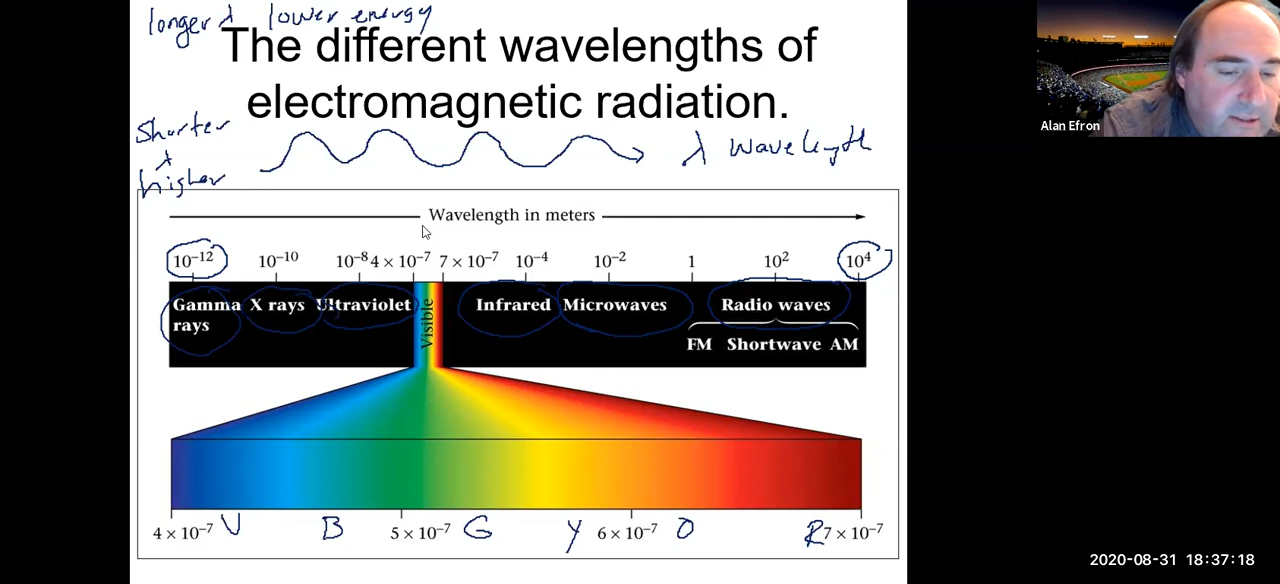 longer λ lower energy
The different wavelengths of
electromagnetic radiation.
Shorter
λ
higher
λ wavelength
Alan Efron
Wavelength in meters
10⁻¹² 10⁻¹⁰ 10⁻⁸ 4 × 10⁻⁷ 7 × 10⁻⁷ 10⁻⁴ 10⁻² 1 10² 10⁴
Gamma X rays Ultraviolet Visible Infrared Microwaves Radio waves
rays
FM Shortwave AM
V B G Y O R
4 × 10⁻⁷ 5 × 10⁻⁷ 6 × 10⁻⁷ 7 × 10⁻⁷
2020-08-31 18:37:18